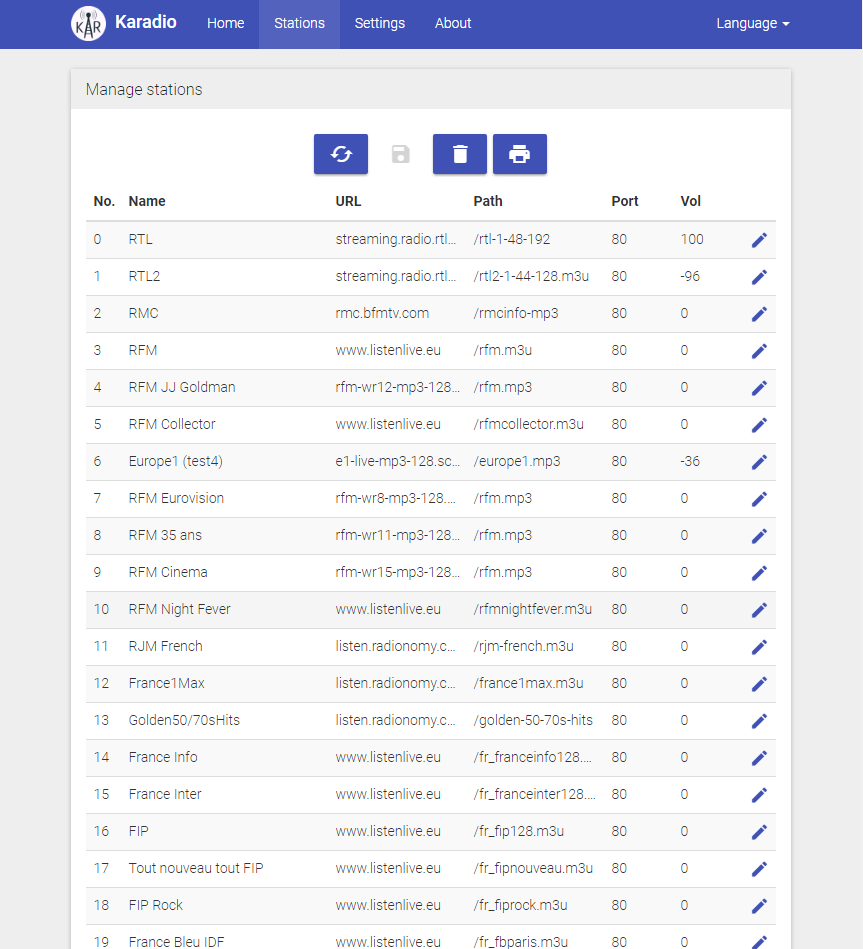 KAR Karadio Home Stations Settings About Language
Manage stations
No. Name URL Path Port Vol
0 RTL streaming.radio.rtl... /rtl-1-48-192 80 100
1 RTL2 streaming.radio.rtl... /rtl2-1-44-128.m3u 80 -96
2 RMC rmc.bfmtv.com /rmcinfo-mp3 80 0
3 RFM www.listenlive.eu /rfm.m3u 80 0
4 RFM JJ Goldman rfm-wr12-mp3-128... /rfm.mp3 80 0
5 RFM Collector www.listenlive.eu /rfmcollector.m3u 80 0
6 Europe1 (test4) e1-live-mp3-128.sc... /europe1.mp3 80 -36
7 RFM Eurovision rfm-wr8-mp3-128.... /rfm.mp3 80 0
8 RFM 35 ans rfm-wr11-mp3-128... /rfm.mp3 80 0
9 RFM Cinema rfm-wr15-mp3-128... /rfm.mp3 80 0
10 RFM Night Fever www.listenlive.eu /rfmnightfever.m3u 80 0
11 RJM French listen.radionomy.c... /rjm-french.m3u 80 0
12 France1Max listen.radionomy.c... /france1max.m3u 80 0
13 Golden50/70sHits listen.radionomy.c... /golden-50-70s-hits 80 0
14 France Info www.listenlive.eu /fr_franceinfo128.... 80 0
15 France Inter www.listenlive.eu /fr_franceinter128.... 80 0
16 FIP www.listenlive.eu /fr_fip128.m3u 80 0
17 Tout nouveau tout FIP www.listenlive.eu /fr_fipnouveau.m3u 80 0
18 FIP Rock www.listenlive.eu /fr_fiprock.m3u 80 0
19 France Bleu IDF www.listenlive.eu /fr_fbparis.m3u 80 0